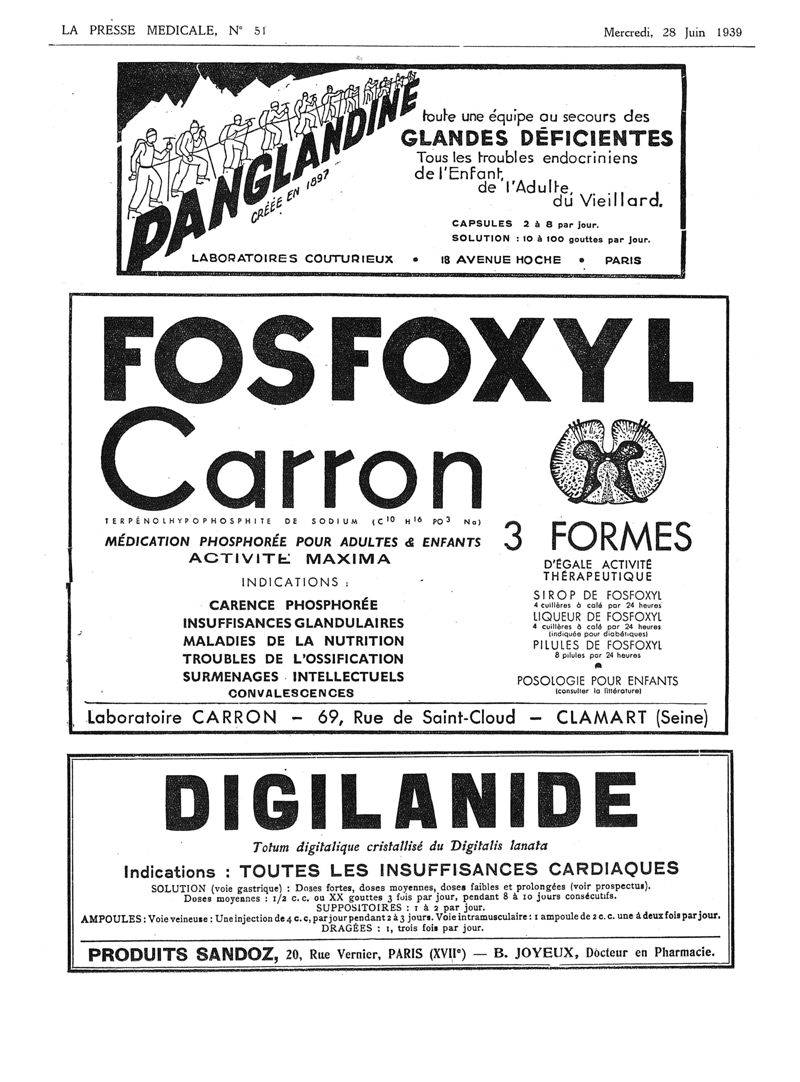 LA PRESSE MEDICALE, N° 51
Mercredi, 28 Juin 1939
PANGLANDINE
CRÉÉE EN 1897
toute une équipe au secours des
GLANDES DÉFICIENTES
Tous les troubles endocriniens
de l'Enfant,
de l'Adulte,
du Vieillard.
CAPSULES 2 à 8 par jour.
SOLUTION : 10 à 100 gouttes par jour.
LABORATOIRES COUTURIEUX • 18 AVENUE HOCHE • PARIS
FOSFOXYL
Carron
TERPÉNOLHYPOPHOSPHITE DE SODIUM (C10 H16 PO3 Na)
MÉDICATION PHOSPHORÉE POUR ADULTES & ENFANTS
ACTIVITÉ MAXIMA
INDICATIONS :
CARENCE PHOSPHORÉE
INSUFFISANCES GLANDULAIRES
MALADIES DE LA NUTRITION
TROUBLES DE L'OSSIFICATION
SURMENAGES INTELLECTUELS
CONVALESCENCES
3 FORMES
D'ÉGALE ACTIVITÉ
THÉRAPEUTIQUE
SIROP DE FOSFOXYL
4 cuillères à café par 24 heures
LIQUEUR DE FOSFOXYL
4 cuillères à café par 24 heures
(indiquée pour diabétiques)
PILULES DE FOSFOXYL
8 pilules par 24 heures
POSOLOGIE POUR ENFANTS
(consulter la littérature)
Laboratoire CARRON – 69, Rue de Saint-Cloud – CLAMART (Seine)
DIGILANIDE
Totum digitalique cristallisé du Digitalis lanata
Indications : TOUTES LES INSUFFISANCES CARDIAQUES
SOLUTION (voie gastrique) : Doses fortes, doses moyennes, doses faibles et prolongées (voir prospectus).
Doses moyennes : 1/2 c. c. ou XX gouttes 3 fois par jour, pendant 8 à 10 jours consécutifs.
SUPPOSITOIRES : 1 à 2 par jour.
AMPOULES : Voie veineuse : Une injection de 4 c. c, par jour pendant 2 à 3 jours. Voie intramusculaire : 1 ampoule de 2 c. c. une à deux fois par jour.
DRAGÉES : 1, trois fois par jour.
PRODUITS SANDOZ, 20, Rue Vernier, PARIS (XVIIe) — B. JOYEUX, Docteur en Pharmacie.